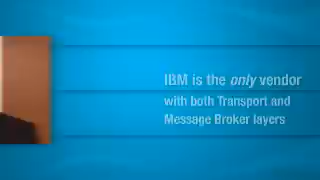 IBM is the only vendor
with both Transport and
Message Broker layers